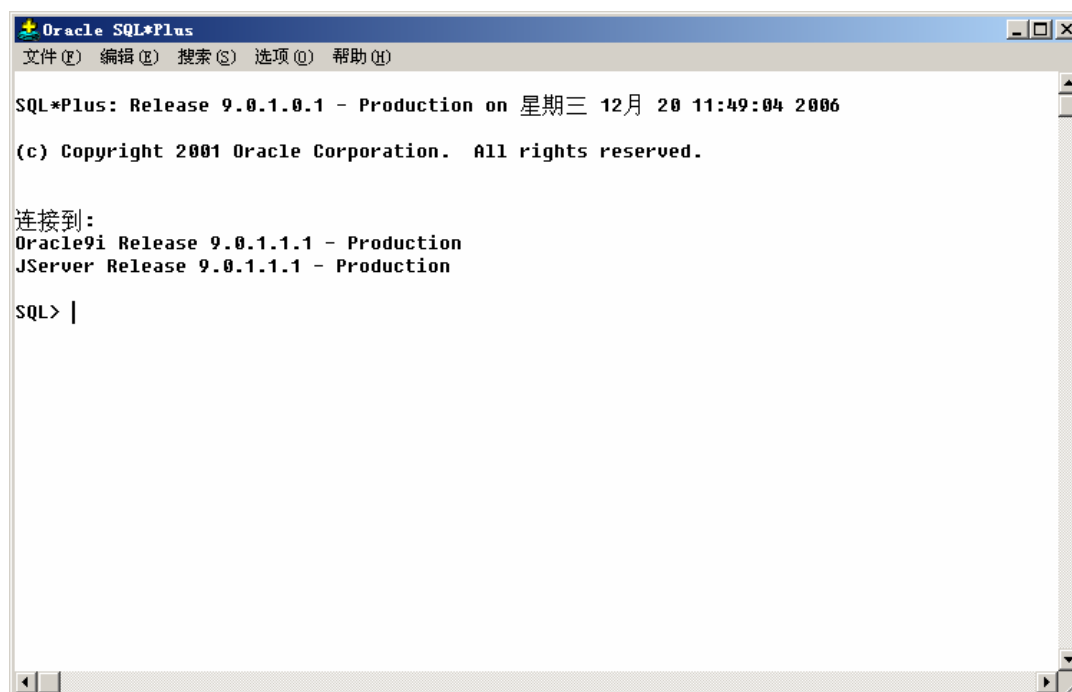 Oracle SQL*Plus
文件(F) 编辑(E) 搜索(S) 选项(O) 帮助(H)
SQL*Plus: Release 9.0.1.0.1 - Production on 星期三 12月 20 11:49:04 2006
(c) Copyright 2001 Oracle Corporation.  All rights reserved.
连接到:
Oracle9i Release 9.0.1.1.1 - Production
JServer Release 9.0.1.1.1 - Production
SQL>